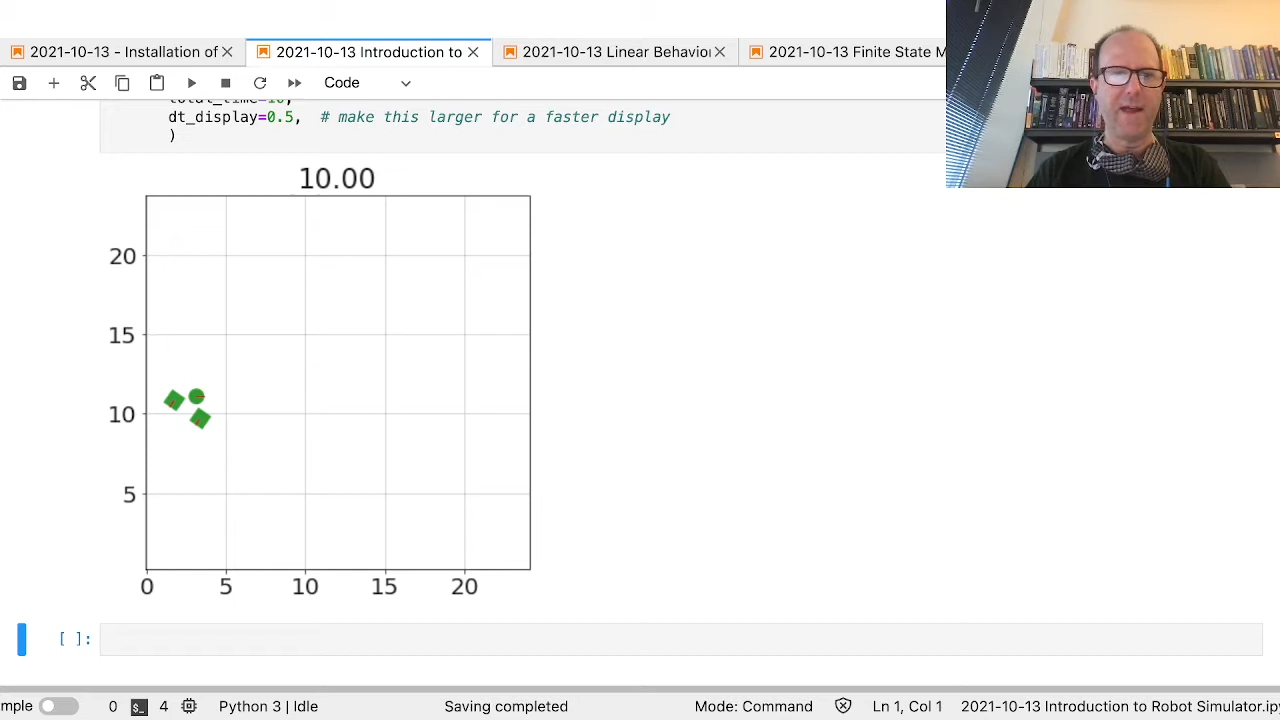 2021-10-13 - Installation of
2021-10-13 Introduction to
2021-10-13 Linear Behavio
2021-10-13 Finite State M
Code
total_time=10,
dt_display=0.5,  # make this larger for a faster display
)
10.00
20
15
10
5
0 5 10 15 20
[ ]:
mple
0
4
Python 3 | Idle
Saving completed
Mode: Command
Ln 1, Col 1
2021-10-13 Introduction to Robot Simulator.ip